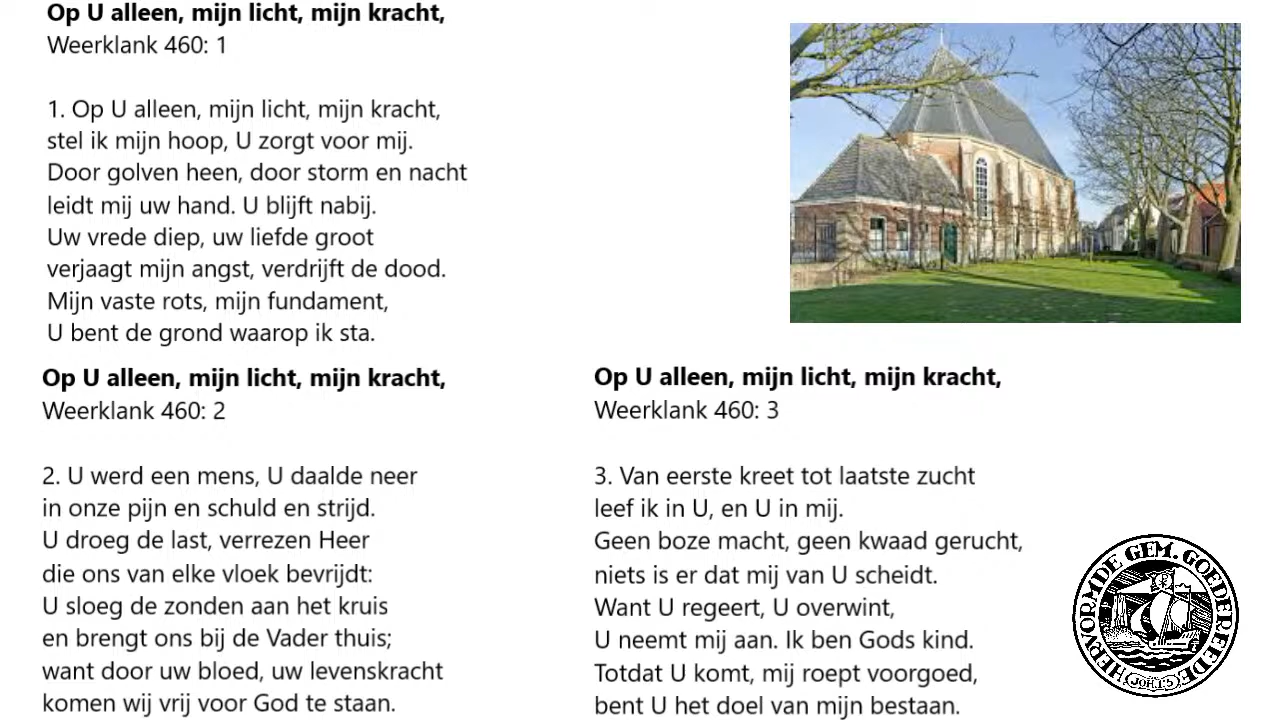 Op U alleen, mijn licht, mijn kracht,
Weerklank 460: 1
1. Op U alleen, mijn licht, mijn kracht,
stel ik mijn hoop, U zorgt voor mij.
Door golven heen, door storm en nacht
leidt mij uw hand. U blijft nabij.
Uw vrede diep, uw liefde groot
verjaagt mijn angst, verdrijft de dood.
Mijn vaste rots, mijn fundament,
U bent de grond waarop ik sta.
Op U alleen, mijn licht, mijn kracht,
Weerklank 460: 2
2. U werd een mens, U daalde neer
in onze pijn en schuld en strijd.
U droeg de last, verrezen Heer
die ons van elke vloek bevrijdt:
U sloeg de zonden aan het kruis
en brengt ons bij de Vader thuis;
want door uw bloed, uw levenskracht
komen wij vrij voor God te staan.
Op U alleen, mijn licht, mijn kracht,
Weerklank 460: 3
3. Van eerste kreet tot laatste zucht
leef ik in U, en U in mij.
Geen boze macht, geen kwaad gerucht,
niets is er dat mij van U scheidt.
Want U regeert, U overwint,
U neemt mij aan. Ik ben Gods kind.
Totdat U komt, mij roept voorgoed,
bent U het doel van mijn bestaan.
HERVORMDE GEM. GOEDEREEDE
JOH.1:5